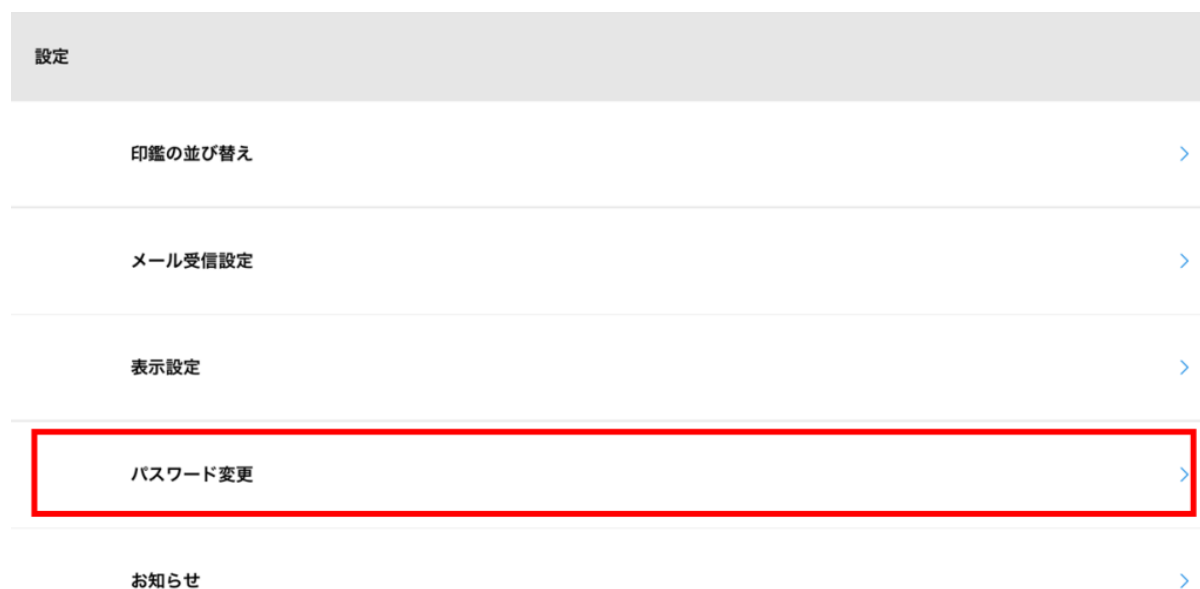 設定
印鑑の並び替え
メール受信設定
表示設定
パスワード変更
お知らせ